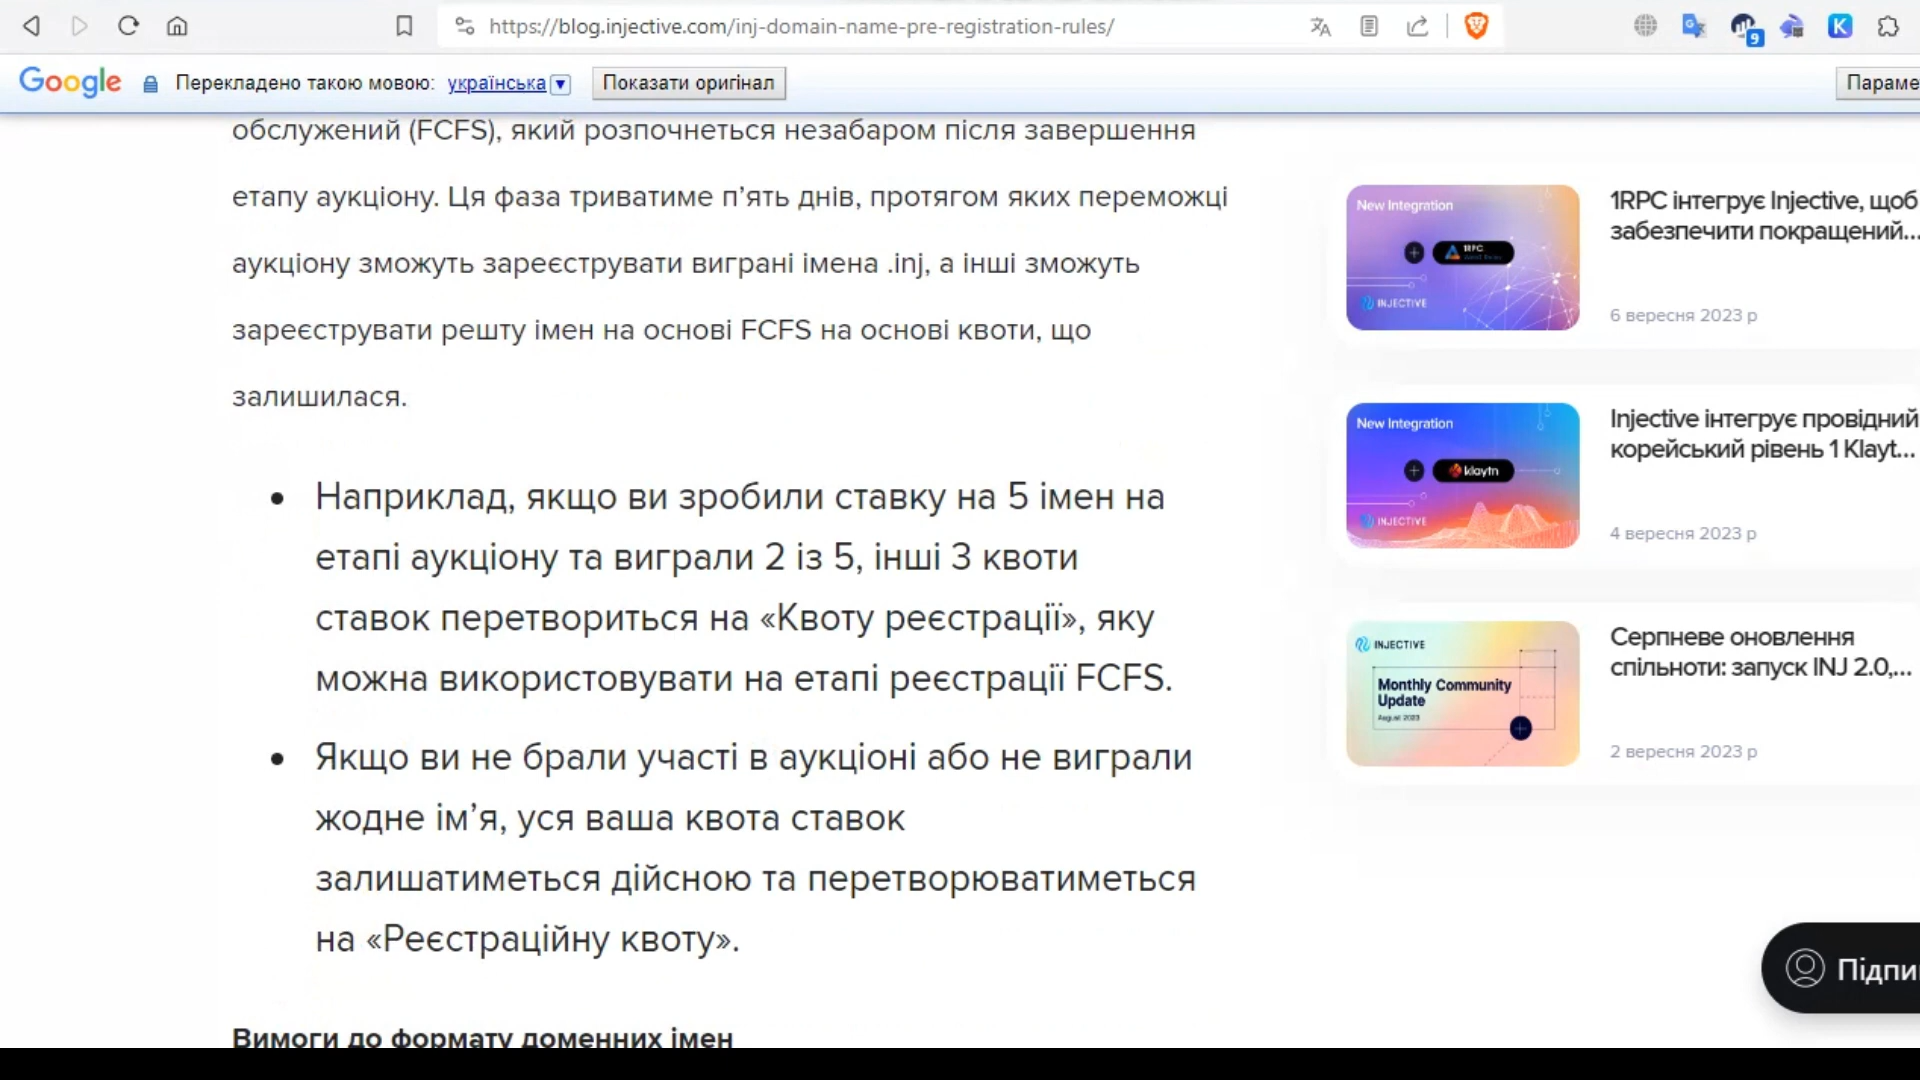 https://blog.injective.com/inj-domain-name-pre-registration-rules/
9
K
Google
Перекладено такою мовою: українська
Показати оригінал
Параме
обслужений (FCFS), який розпочнеться незабаром після завершення
етапу аукціону. Ця фаза триватиме п’ять днів, протягом яких переможці
аукціону зможуть зареєструвати виграні імена .inj, а інші зможуть
зареєструвати решту імен на основі FCFS на основі квоти, що
залишилася.
• Наприклад, якщо ви зробили ставку на 5 імен на
етапі аукціону та виграли 2 із 5, інші 3 квоти
ставок перетвориться на «Квоту реєстрації», яку
можна використовувати на етапі реєстрації FCFS.
• Якщо ви не брали участі в аукціоні або не виграли
жодне ім’я, уся ваша квота ставок
залишатиметься дійсною та перетворюватиметься
на «Реєстраційну квоту».
Вимоги до формату доменних імен
New Integration
1RPC
INJECTIVE
1RPC інтегрує Injective, щоб
забезпечити покращений...
6 вересня 2023 р
New Integration
klaytn
INJECTIVE
Injective інтегрує провідний
корейський рівень 1 Klayt...
4 вересня 2023 р
INJECTIVE
Monthly Community
Update
August 2023
Серпневе оновлення
спільноти: запуск INJ 2.0,...
2 вересня 2023 р
Підпи